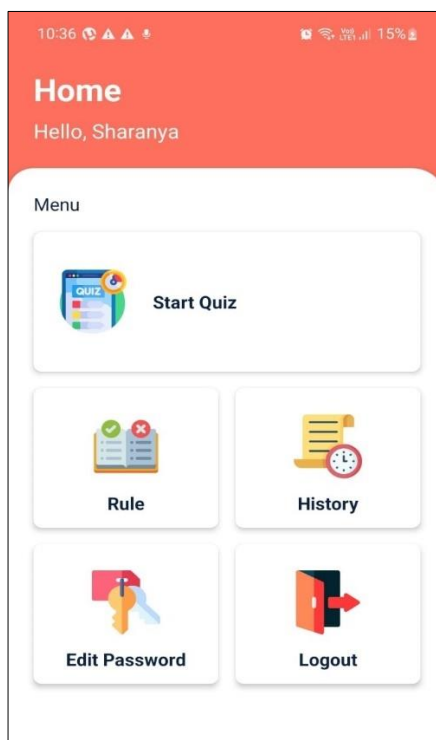 10:36 15%
Home
Hello, Sharanya
Menu
QUIZ
Start Quiz
Rule
History
Edit Password
Logout